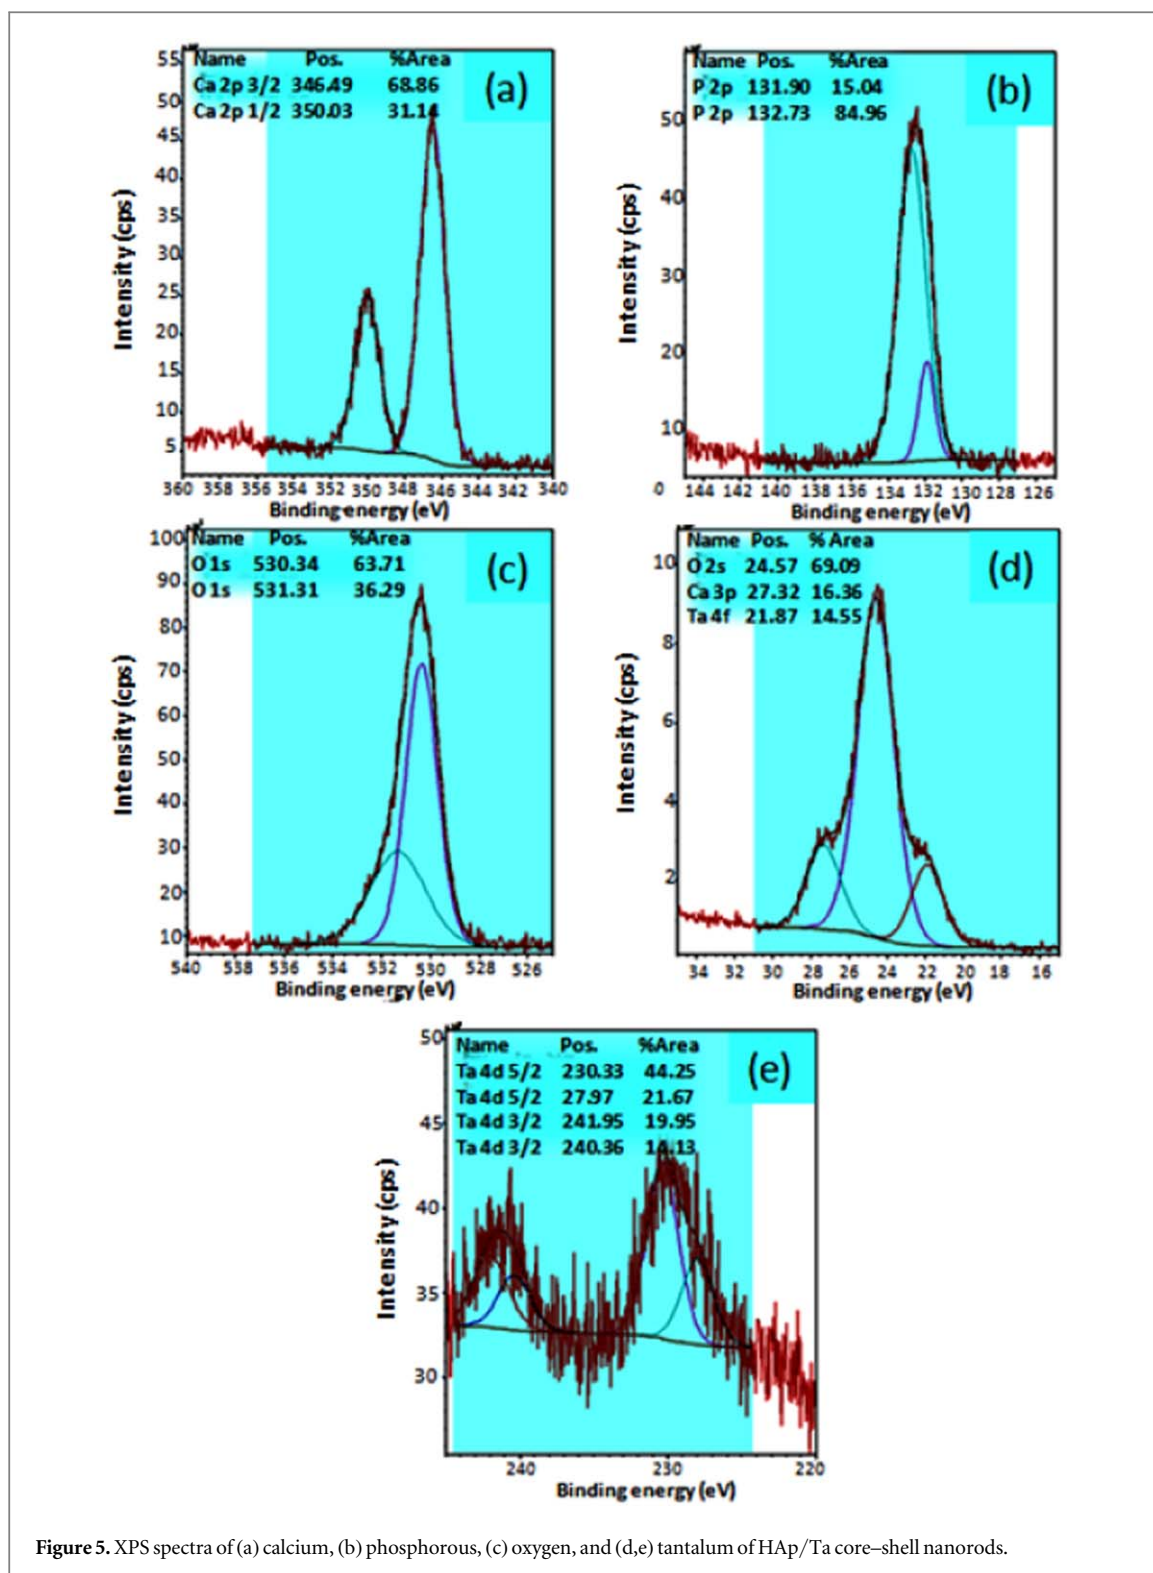 Name Pos. %Area
Ca 2p 3/2 346.49 68.86
Ca 2p 1/2 350.03 31.14
(a)
55
50
45
40
35
30
25
20
15
10
5
Intensity (cps)
360 358 356 354 352 350 348 346 344 342 340
Binding energy (eV)
Name Pos. %Area
P 2p 131.90 15.04
P 2p 132.73 84.96
(b)
50
40
30
20
10
Intensity (cps)
0 144 142 140 138 136 134 132 130 128 126
Binding energy (eV)
Name Pos. %Area
O 1s 530.34 63.71
O 1s 531.31 36.29
(c)
100
90
80
70
60
50
40
30
20
10
Intensity (cps)
540 538 536 534 532 530 528 526
Binding energy (eV)
Name Pos. % Area
O 2s 24.57 69.09
Ca 3p 27.32 16.36
Ta 4f 21.87 14.55
(d)
10
8
6
4
2
Intensity (cps)
34 32 30 28 26 24 22 20 18 16
Binding energy (eV)
Name Pos. %Area
Ta 4d 5/2 230.33 44.25
Ta 4d 5/2 27.97 21.67
Ta 4d 3/2 241.95 19.95
Ta 4d 3/2 240.36 14.13
(e)
50
45
40
35
30
Intensity (cps)
240 230 220
Binding energy (eV)
Figure 5. XPS spectra of (a) calcium, (b) phosphorous, (c) oxygen, and (d,e) tantalum of HAp/Ta core–shell nanorods.